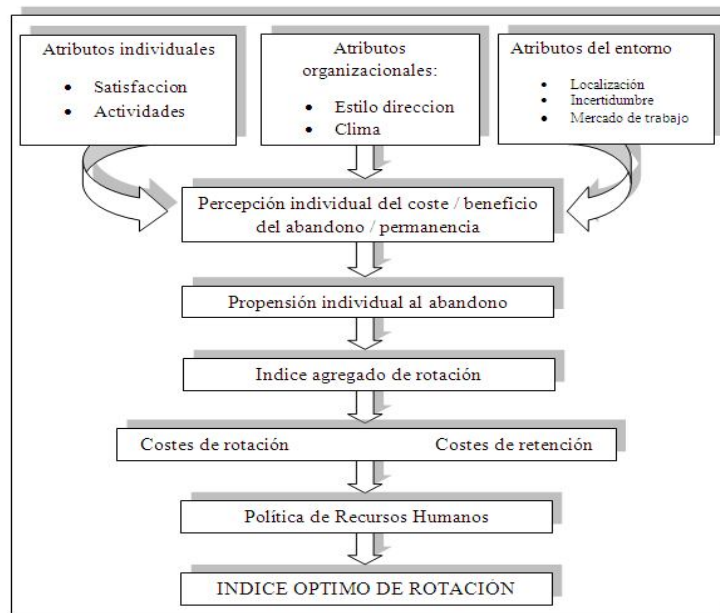 Atributos individuales
• Satisfaccion
• Actividades
Atributos
organizacionales:
• Estilo direccion
• Clima
Atributos del entorno
• Localización
• Incertidumbre
• Mercado de trabajo
Percepción individual del coste / beneficio
del abandono / permanencia
Propensión individual al abandono
Indice agregado de rotación
Costes de rotación Costes de retención
Política de Recursos Humanos
INDICE OPTIMO DE ROTACIÓN